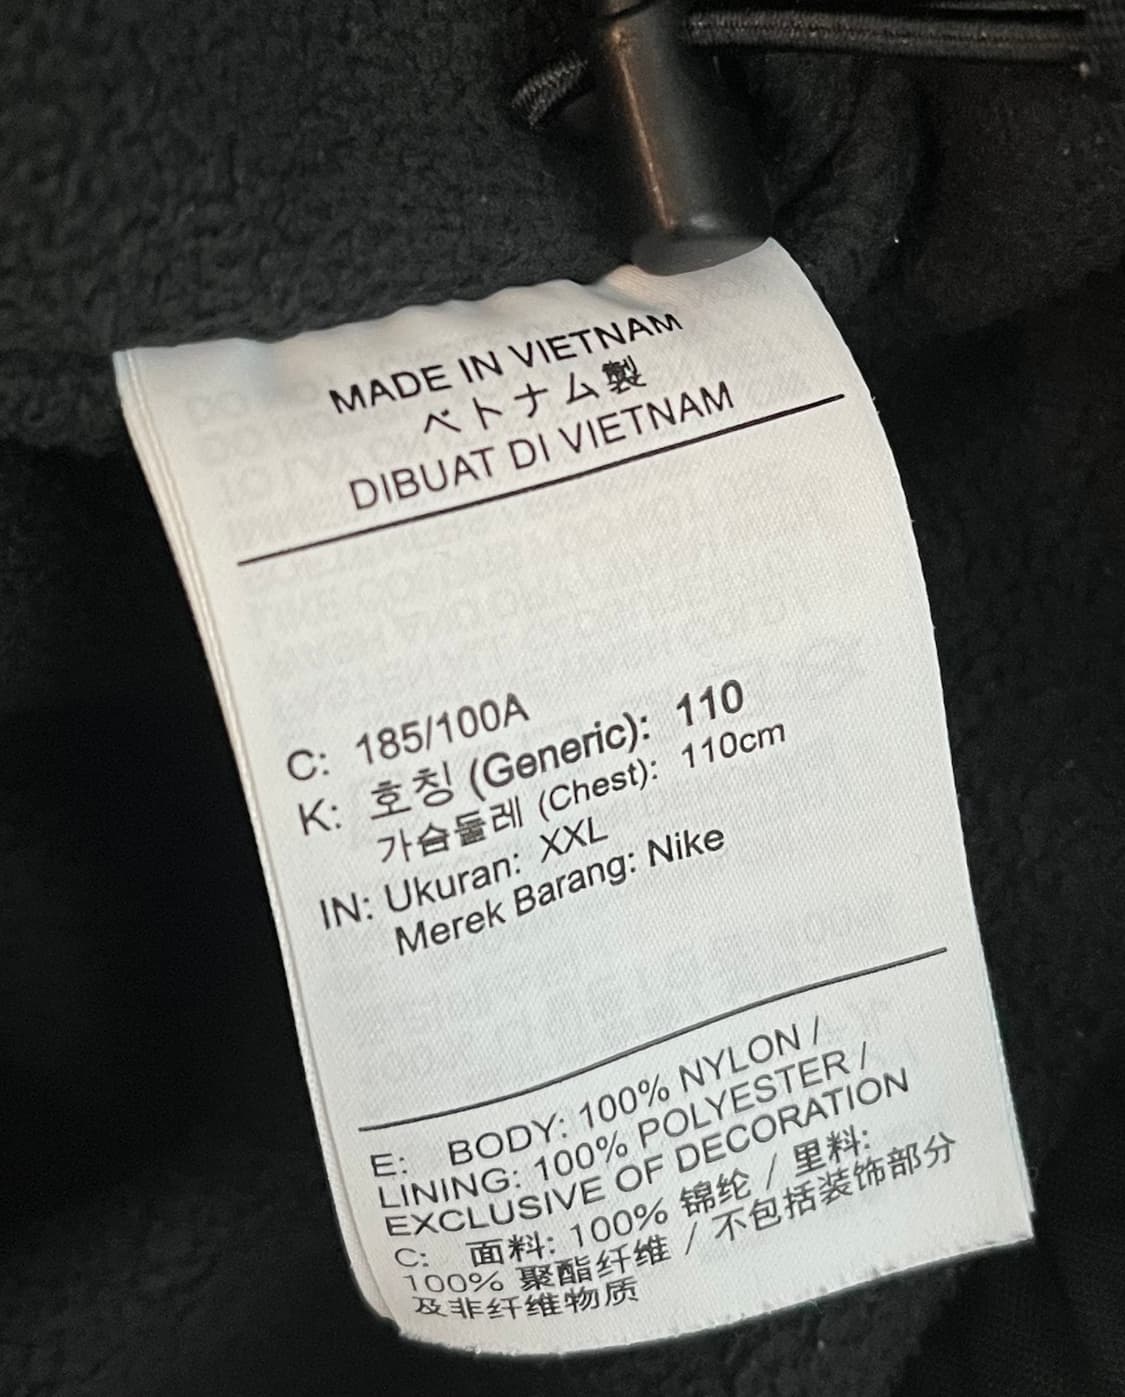 MADE IN VIETNAM
ベトナム製
DIBUAT DI VIETNAM
C: 185/100A
K: 호칭 (Generic): 110
가슴둘레 (Chest): 110cm
IN: Ukuran: XXL
Merek Barang: Nike
E: BODY: 100% NYLON /
LINING: 100% POLYESTER /
EXCLUSIVE OF DECORATION
C: 面料: 100% 锦纶 / 里料:
100% 聚酯纤维 / 不包括装饰部分
及非纤维物质